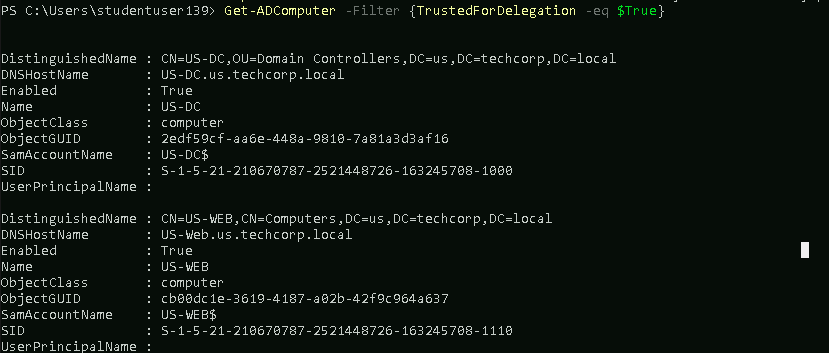 PS C:\Users\studentuser139> Get-ADComputer -Filter {TrustedForDelegation -eq $True}
DistinguishedName : CN=US-DC,OU=Domain Controllers,DC=us,DC=techcorp,DC=local
DNSHostName : US-DC.us.techcorp.local
Enabled : True
Name : US-DC
ObjectClass : computer
ObjectGUID : 2edf59cf-aa6e-448a-9810-7a81a3d3af16
SamAccountName : US-DC$
SID : S-1-5-21-210670787-2521448726-163245708-1000
UserPrincipalName :
DistinguishedName : CN=US-WEB,CN=Computers,DC=us,DC=techcorp,DC=local
DNSHostName : US-Web.us.techcorp.local
Enabled : True
Name : US-WEB
ObjectClass : computer
ObjectGUID : cb00dc1e-3619-4187-a02b-42f9c964a637
SamAccountName : US-WEB$
SID : S-1-5-21-210670787-2521448726-163245708-1110
UserPrincipalName :